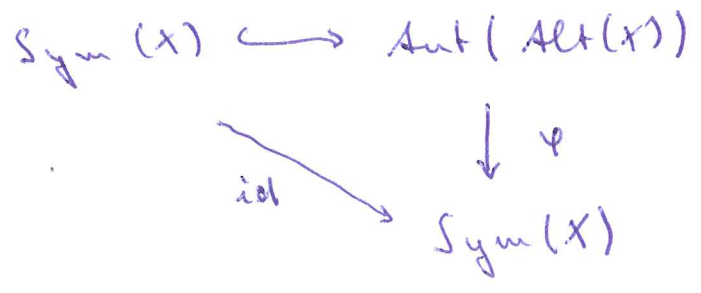 Sym (X) ↪ Aut ( Alt (X))
↓ φ
id
Sym (X)